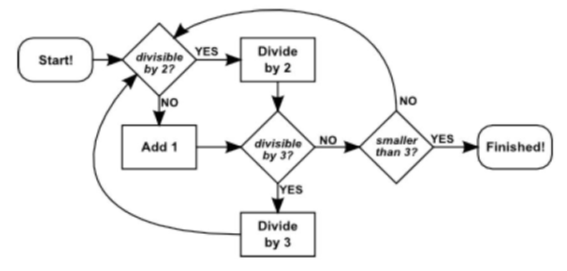 Start!
divisible
by 2?
YES
Divide
by 2
NO
Add 1
divisible
by 3?
NO
smaller
than 3?
NO
YES
Finished!
YES
Divide
by 3